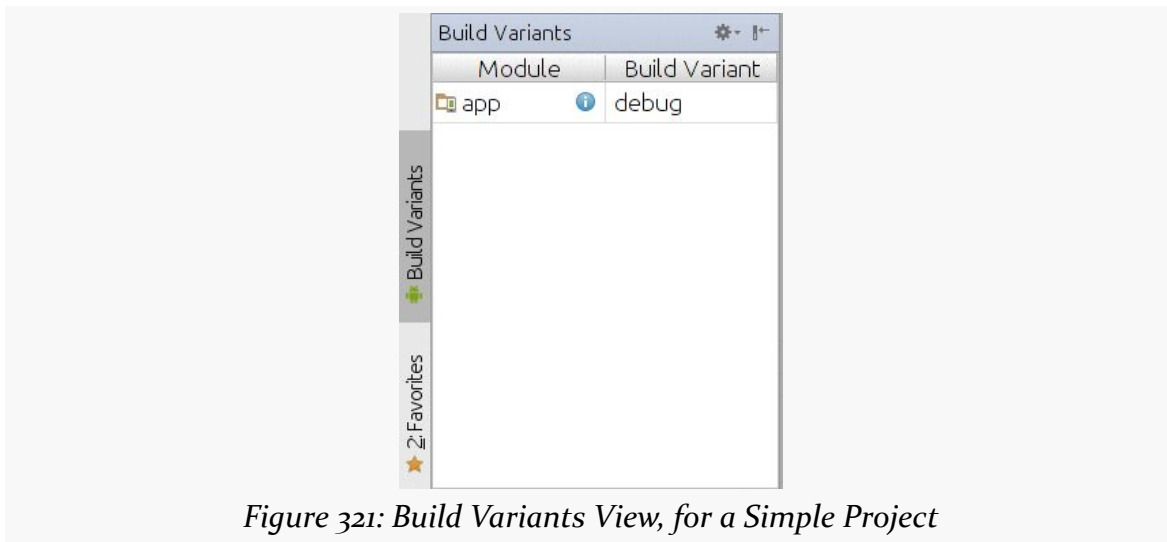 Build Variants
Module Build Variant
app debug
Build Variants
2: Favorites
Figure 321: Build Variants View, for a Simple Project